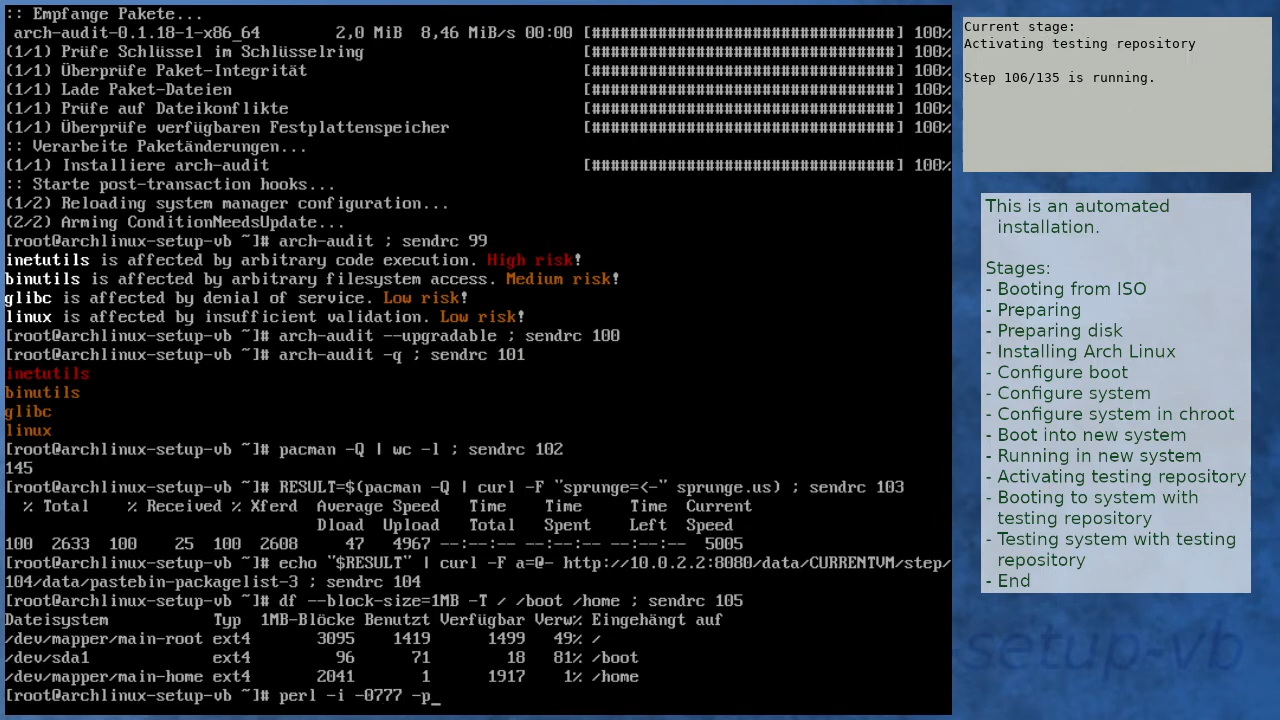 :: Empfange Pakete...
 arch-audit-0.1.18-1-x86_64        2,0 MiB  8,46 MiB/s 00:00 [################################] 100%
(1/1) Prüfe Schlüssel im Schlüsselring                       [################################] 100%
(1/1) Überprüfe Paket-Integrität                             [################################] 100%
(1/1) Lade Paket-Dateien                                     [################################] 100%
(1/1) Prüfe auf Dateikonflikte                               [################################] 100%
(1/1) Überprüfe verfügbaren Festplattenspeicher              [################################] 100%
:: Verarbeite Paketänderungen...
(1/1) Installiere arch-audit                                 [################################] 100%
:: Starte post-transaction hooks...
(1/2) Reloading system manager configuration...
(2/2) Arming ConditionNeedsUpdate...
[root@archlinux-setup-vb ~]# arch-audit ; sendrc 99
inetutils is affected by arbitrary code execution. High risk!
binutils is affected by arbitrary filesystem access. Medium risk!
glibc is affected by denial of service. Low risk!
linux is affected by insufficient validation. Low risk!
[root@archlinux-setup-vb ~]# arch-audit --upgradable ; sendrc 100
[root@archlinux-setup-vb ~]# arch-audit -q ; sendrc 101
inetutils
binutils
glibc
linux
[root@archlinux-setup-vb ~]# pacman -Q | wc -l ; sendrc 102
145
[root@archlinux-setup-vb ~]# RESULT=$(pacman -Q | curl -F "sprunge=<-" sprunge.us) ; sendrc 103
  % Total    % Received % Xferd  Average Speed   Time    Time     Time  Current
                                 Dload  Upload   Total   Spent    Left  Speed
100  2633  100    25  100  2608     47   4967 --:--:-- --:--:-- --:--:--  5005
[root@archlinux-setup-vb ~]# echo "$RESULT" | curl -F a=@- http://10.0.2.2:8080/data/CURRENTVM/step/
104/data/pastebin-packagelist-3 ; sendrc 104
[root@archlinux-setup-vb ~]# df --block-size=1MB -T / /boot /home ; sendrc 105
Dateisystem           Typ  1MB-Blöcke Benutzt Verfügbar Verw% Eingehängt auf
/dev/mapper/main-root ext4       3095    1419      1499   49% /
/dev/sda1             ext4         96      71        18   81% /boot
/dev/mapper/main-home ext4       2041       1      1917    1% /home
[root@archlinux-setup-vb ~]# perl -i -0777 -p_
Current stage:
Activating testing repository
Step 106/135 is running.
This is an automated
installation.
Stages:
- Booting from ISO
- Preparing
- Preparing disk
- Installing Arch Linux
- Configure boot
- Configure system
- Configure system in chroot
- Boot into new system
- Running in new system
- Activating testing repository
- Booting to system with
testing repository
- Testing system with testing
repository
- End
-setup-vb